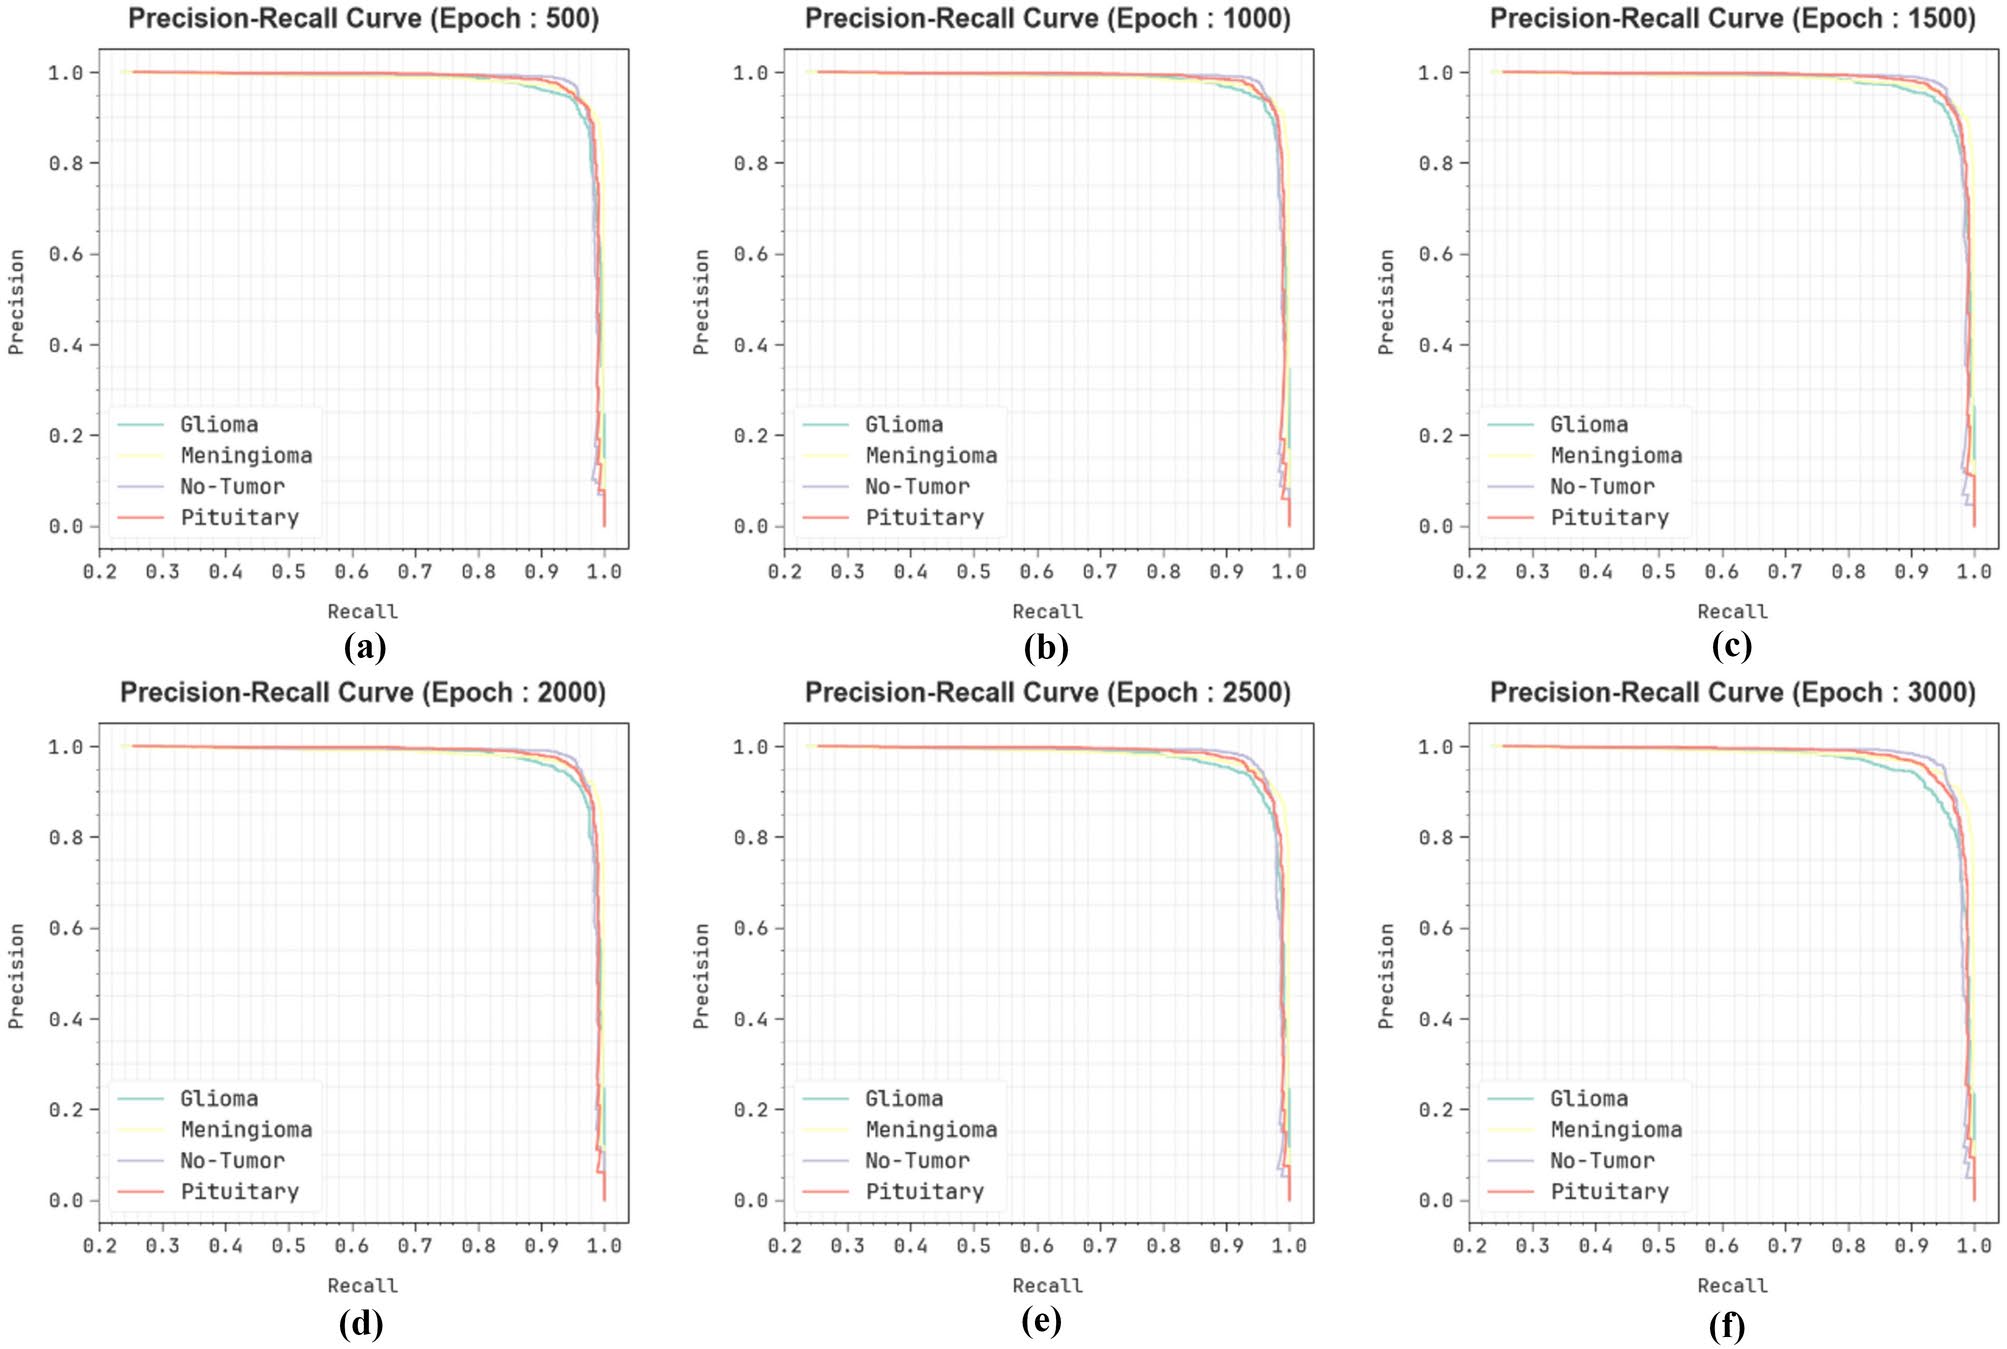 Precision-Recall Curve (Epoch : 500)
Precision
1.0
0.8
0.6
0.4
0.2
0.0
Glioma
Meningioma
No-Tumor
Pituitary
0.2 0.3 0.4 0.5 0.6 0.7 0.8 0.9 1.0
Recall
(a)
Precision-Recall Curve (Epoch : 1000)
Precision
1.0
0.8
0.6
0.4
0.2
0.0
Glioma
Meningioma
No-Tumor
Pituitary
0.2 0.3 0.4 0.5 0.6 0.7 0.8 0.9 1.0
Recall
(b)
Precision-Recall Curve (Epoch : 1500)
Precision
1.0
0.8
0.6
0.4
0.2
0.0
Glioma
Meningioma
No-Tumor
Pituitary
0.2 0.3 0.4 0.5 0.6 0.7 0.8 0.9 1.0
Recall
(c)
Precision-Recall Curve (Epoch : 2000)
Precision
1.0
0.8
0.6
0.4
0.2
0.0
Glioma
Meningioma
No-Tumor
Pituitary
0.2 0.3 0.4 0.5 0.6 0.7 0.8 0.9 1.0
Recall
(d)
Precision-Recall Curve (Epoch : 2500)
Precision
1.0
0.8
0.6
0.4
0.2
0.0
Glioma
Meningioma
No-Tumor
Pituitary
0.2 0.3 0.4 0.5 0.6 0.7 0.8 0.9 1.0
Recall
(e)
Precision-Recall Curve (Epoch : 3000)
Precision
1.0
0.8
0.6
0.4
0.2
0.0
Glioma
Meningioma
No-Tumor
Pituitary
0.2 0.3 0.4 0.5 0.6 0.7 0.8 0.9 1.0
Recall
(f)